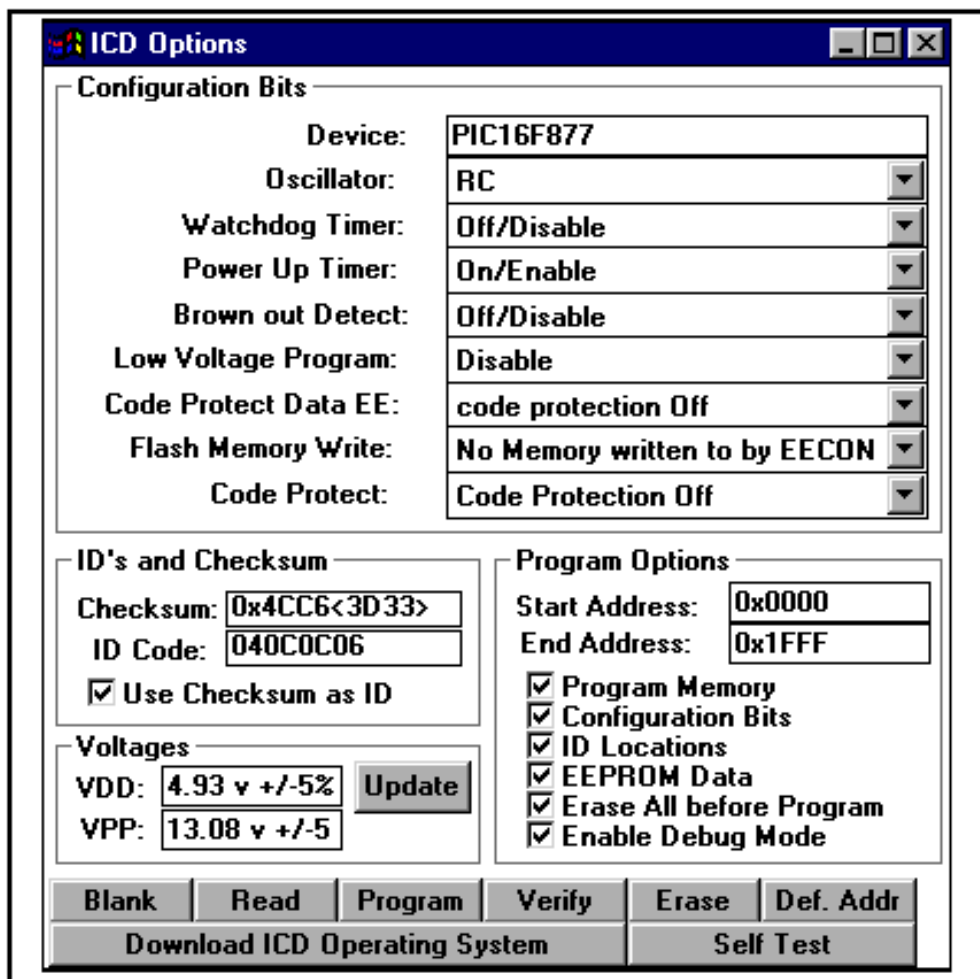 ICD Options
Configuration Bits
Device: PIC16F877
Oscillator: RC
Watchdog Timer: Off/Disable
Power Up Timer: On/Enable
Brown out Detect: Off/Disable
Low Voltage Program: Disable
Code Protect Data EE: code protection Off
Flash Memory Write: No Memory written to by EECON
Code Protect: Code Protection Off
ID's and Checksum
Checksum: 0x4CC6<3D33>
ID Code: 040C0C06
Use Checksum as ID
Voltages
VDD: 4.93 v +/-5%
Update
VPP: 13.08 v +/-5
Program Options
Start Address: 0x0000
End Address: 0x1FFF
Program Memory
Configuration Bits
ID Locations
EEPROM Data
Erase All before Program
Enable Debug Mode
Blank Read Program Verify Erase Def. Addr
Download ICD Operating System Self Test